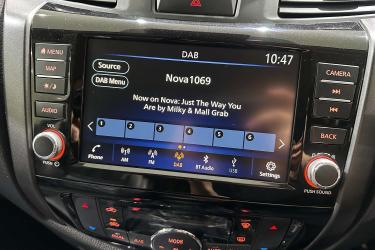 DAB
10:47
MENU
MAP
AUDIO
VOL
PUSH
Source
DAB Menu
Nova1069
Now on Nova: Just The Way You
Are by Milky & Mall Grab
1 2 3 4 5 6
Phone
AM
FM
DAB
BT Audio
USB
Settings
CAMERA
BACK
PUSH SOUND
MODE